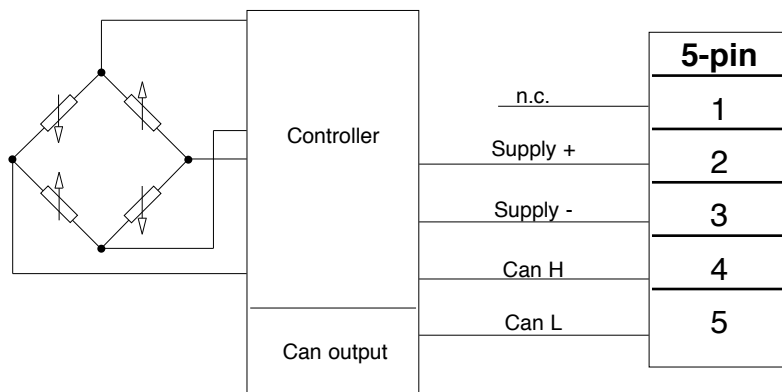 5-pin
n.c.
1
Controller
Supply +
2
Supply -
3
Can H
4
Can L
5
Can output